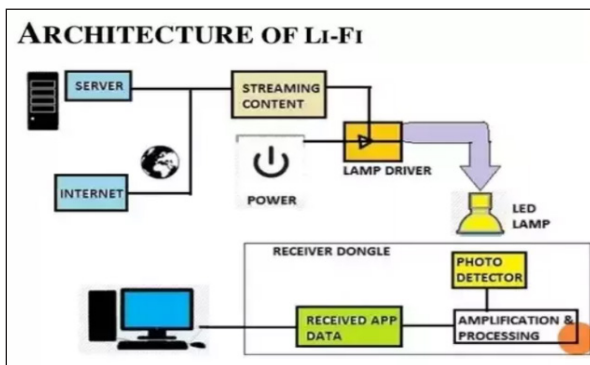 ARCHITECTURE OF LI-FI
SERVER
STREAMING
CONTENT
INTERNET
POWER
LAMP DRIVER
LED
LAMP
RECEIVER DONGLE
PHOTO
DETECTOR
RECEIVED APP
DATA
AMPLIFICATION &
PROCESSING